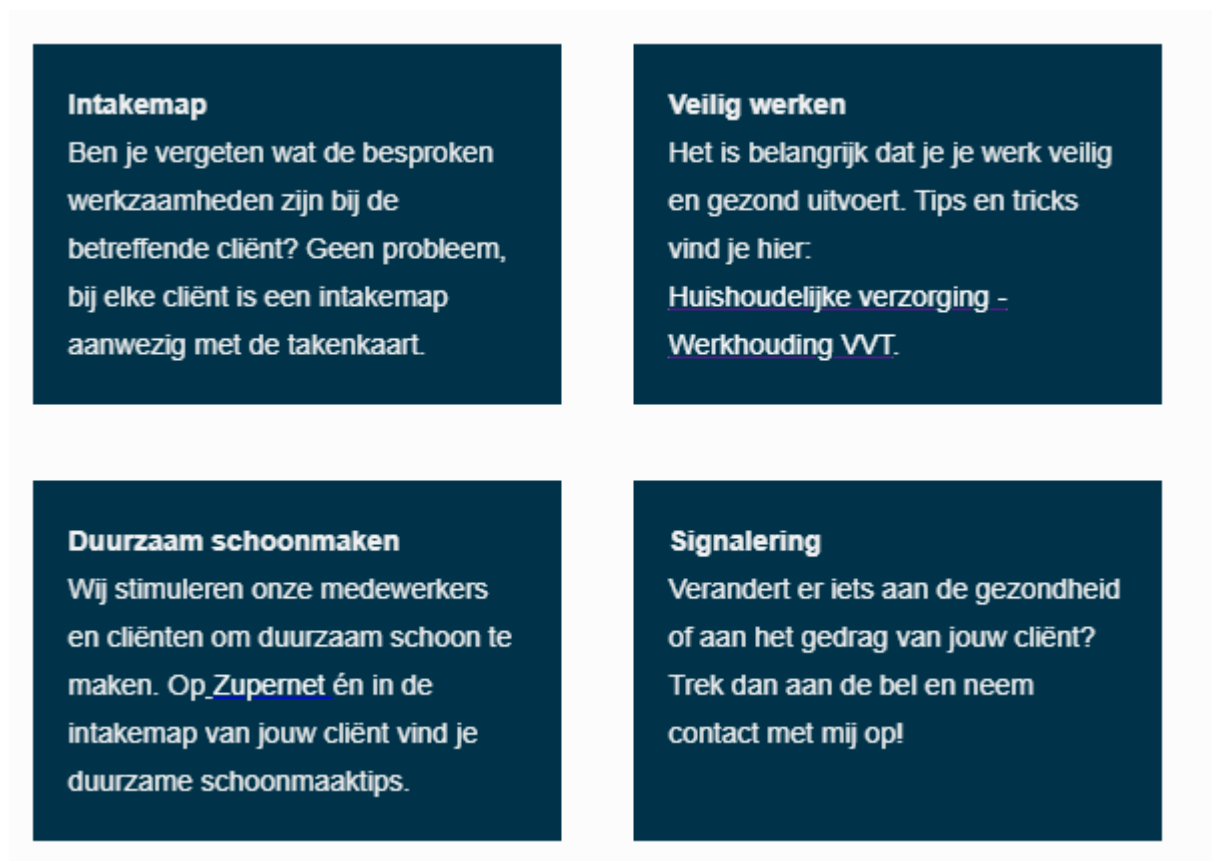 Intakemap
Ben je vergeten wat de besproken
werkzaamheden zijn bij de
betreffende cliënt? Geen probleem,
bij elke cliënt is een intakemap
aanwezig met de takenkaart.
Veilig werken
Het is belangrijk dat je je werk veilig
en gezond uitvoert. Tips en tricks
vind je hier:
Huishoudelijke verzorging -
Werkhouding VVT.
Duurzaam schoonmaken
Wij stimuleren onze medewerkers
en cliënten om duurzaam schoon te
maken. Op Zupernet én in de
intakemap van jouw cliënt vind je
duurzame schoonmaaktips.
Signalering
Verandert er iets aan de gezondheid
of aan het gedrag van jouw cliënt?
Trek dan aan de bel en neem
contact met mij op!